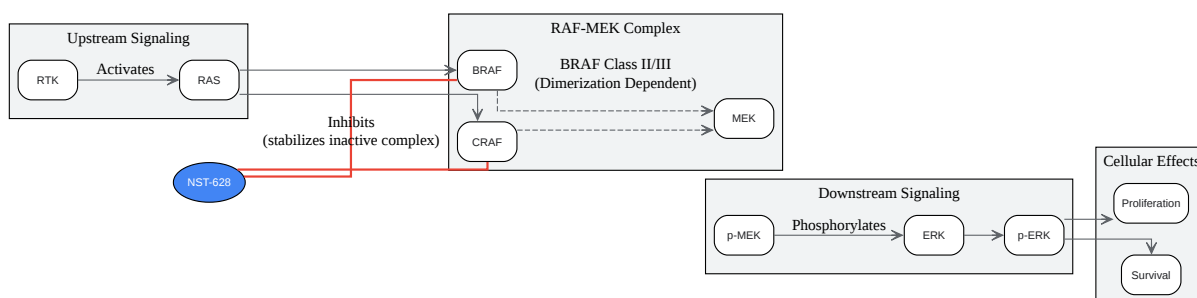 Upstream Signaling
RTK
Activates
RAS
RAF-MEK Complex
BRAF
BRAF Class II/III
(Dimerization Dependent)
MEK
CRAF
Inhibits
(stabilizes inactive complex)
NST-628
Downstream Signaling
p-MEK
Phosphorylates
ERK
p-ERK
Cellular Effects
Proliferation
Survival